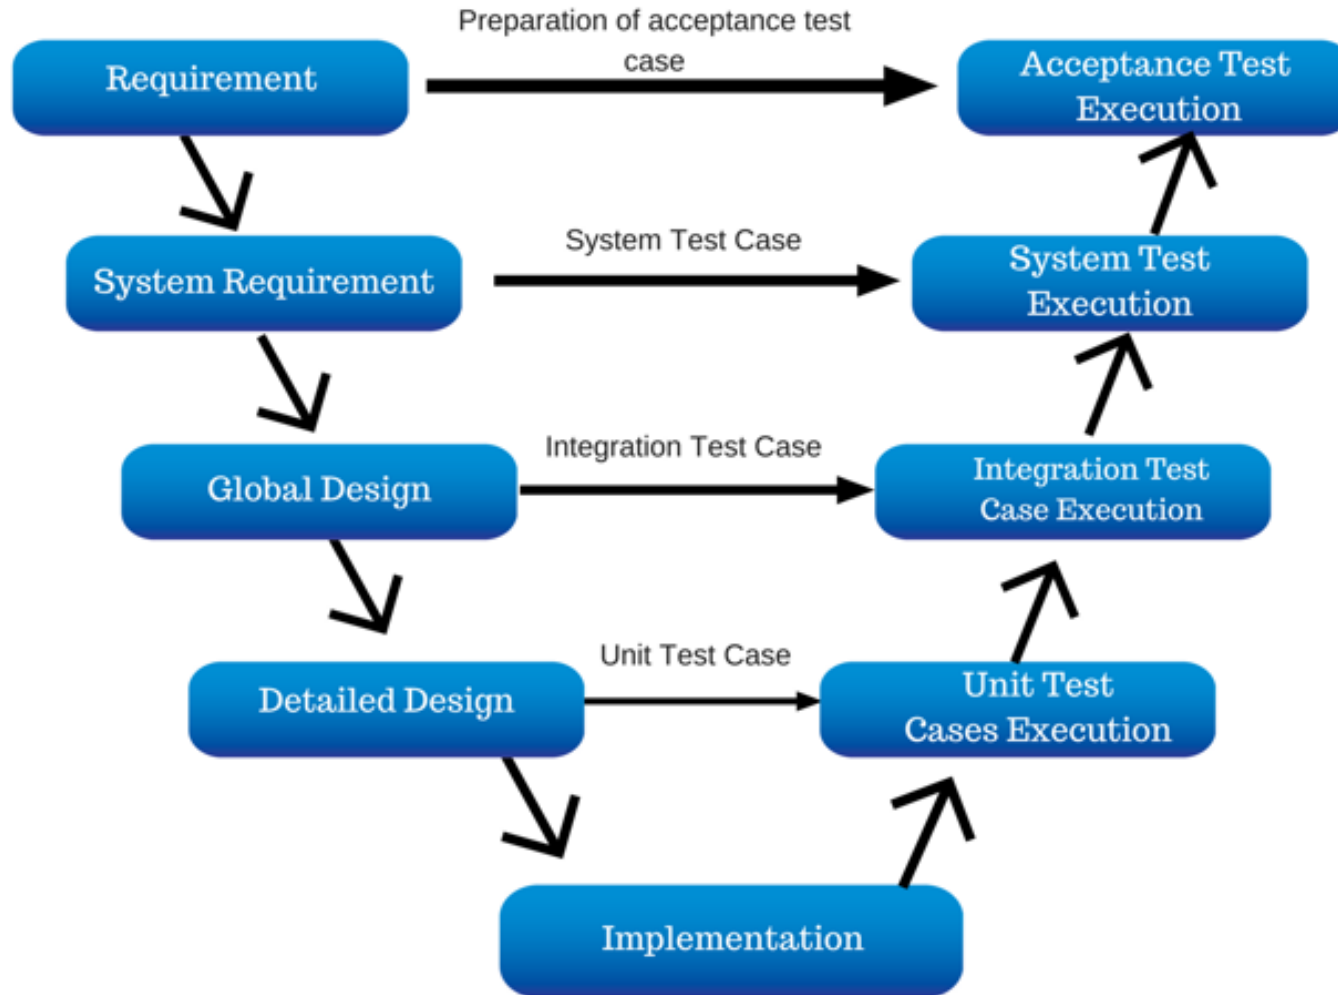 Preparation of acceptance test
case
Requirement
Acceptance Test
Execution
System Test Case
System Requirement
System Test
Execution
Integration Test Case
Global Design
Integration Test
Case Execution
Unit Test Case
Detailed Design
Unit Test
Cases Execution
Implementation